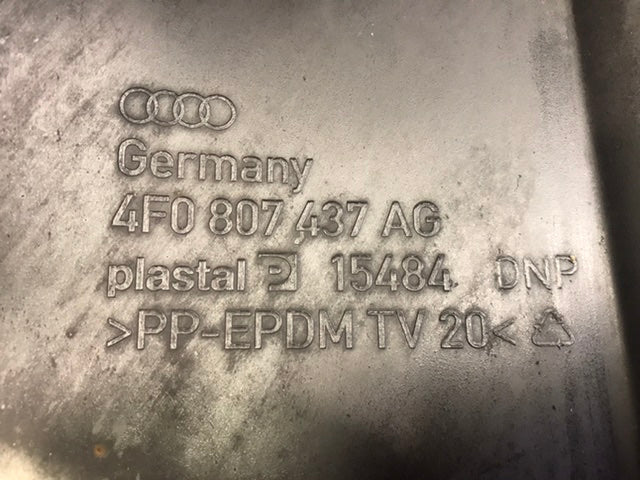 Germany
4F0 807 437 AG
plastal P 15484 DNP
>PP-EPDM TV 20<